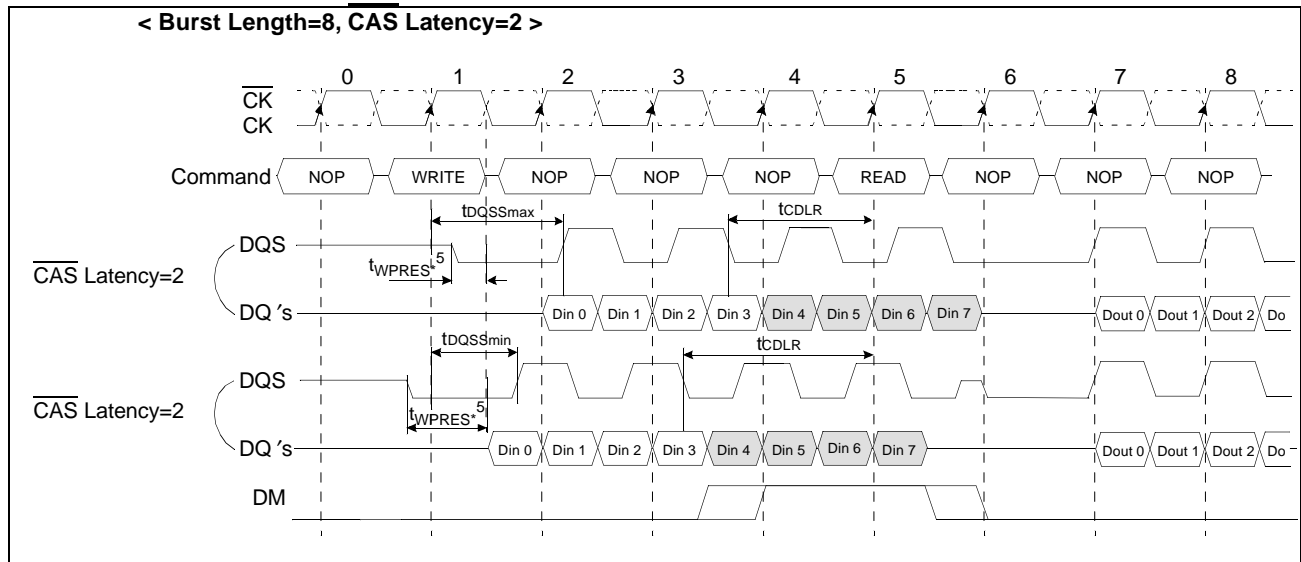 < Burst Length=8, CAS Latency=2 >
0 1 2 3 4 5 6 7 8
CK
CK
Command NOP WRITE NOP NOP NOP READ NOP NOP NOP
tDQSSmax tCDLR
DQS
tWPRES*5
CAS Latency=2
DQ 's Din 0 Din 1 Din 2 Din 3 Din 4 Din 5 Din 6 Din 7 Dout 0 Dout 1 Dout 2 Do
tDQSSmin tCDLR
DQS
CAS Latency=2
tWPRES*5
DQ 's Din 0 Din 1 Din 2 Din 3 Din 4 Din 5 Din 6 Din 7 Dout 0 Dout 1 Dout 2 Do
DM